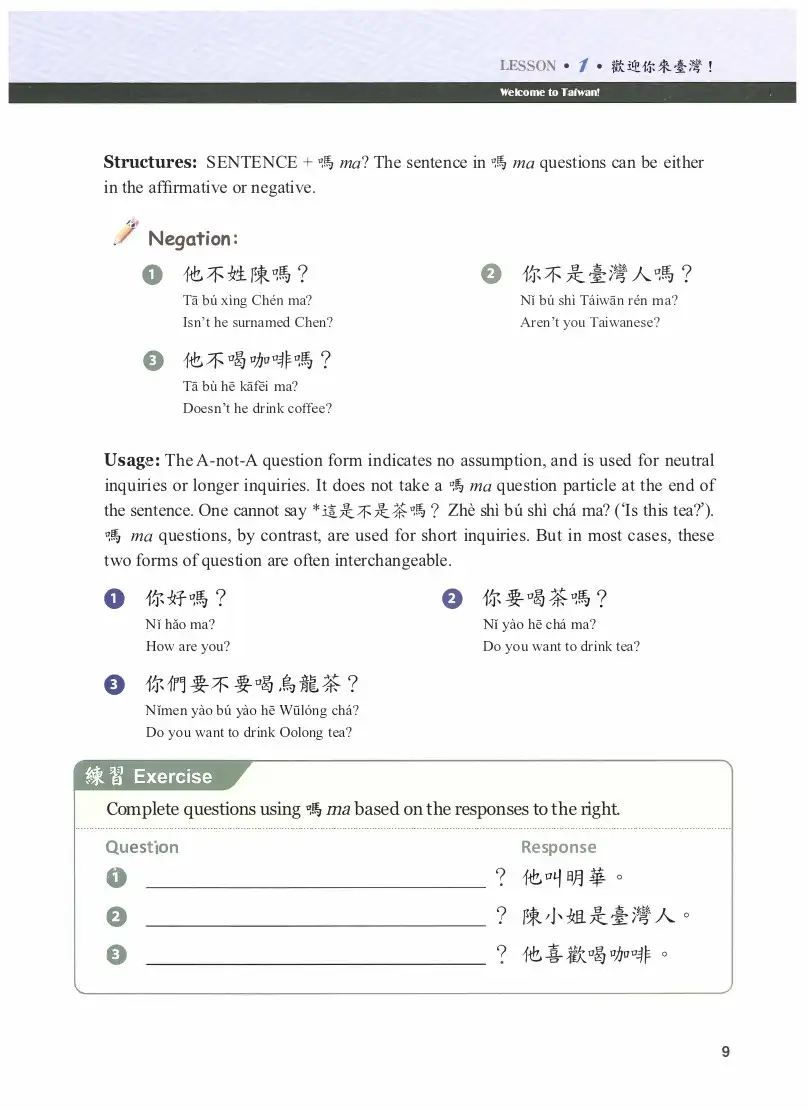 LESSON • 1 • 歡迎你來臺灣！
Welcome to Taiwan!
Structures: SENTENCE + 嗎 ma? The sentence in 嗎 ma questions can be either
in the affirmative or negative.
Negation:
1 他不姓陳嗎？
Tā bú xìng Chén ma?
Isn't he surnamed Chen?
2 你不是臺灣人嗎？
Nǐ bú shì Táiwān rén ma?
Aren't you Taiwanese?
3 他不喝咖啡嗎？
Tā bù hē kāfēi ma?
Doesn't he drink coffee?
Usage: The A-not-A question form indicates no assumption, and is used for neutral
inquiries or longer inquiries. It does not take a 嗎 ma question particle at the end of
the sentence. One cannot say *這是不是茶嗎？ Zhè shì bú shì chá ma? ('Is this tea?').
嗎 ma questions, by contrast, are used for short inquiries. But in most cases, these
two forms of question are often interchangeable.
1 你好嗎？
Nǐ hǎo ma?
How are you?
2 你要喝茶嗎？
Nǐ yào hē chá ma?
Do you want to drink tea?
3 你們要不要喝烏龍茶？
Nǐmen yào bú yào hē Wūlóng chá?
Do you want to drink Oolong tea?
練習 Exercise
Complete questions using 嗎 ma based on the responses to the right.
Question Response
1 ？ 他叫明華。
2 ？ 陳小姐是臺灣人。
3 ？ 他喜歡喝咖啡。
9